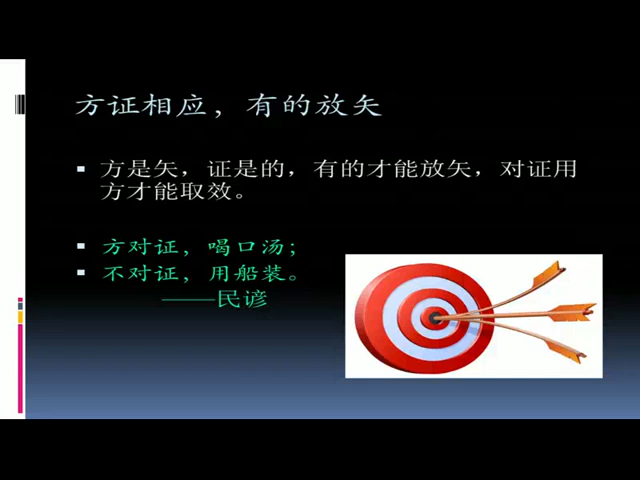 方证相应，有的放矢
方是矢，证是的，有的才能放矢，对证用
方才能取效。
方对证，喝口汤；
不对证，用船装。
——民谚